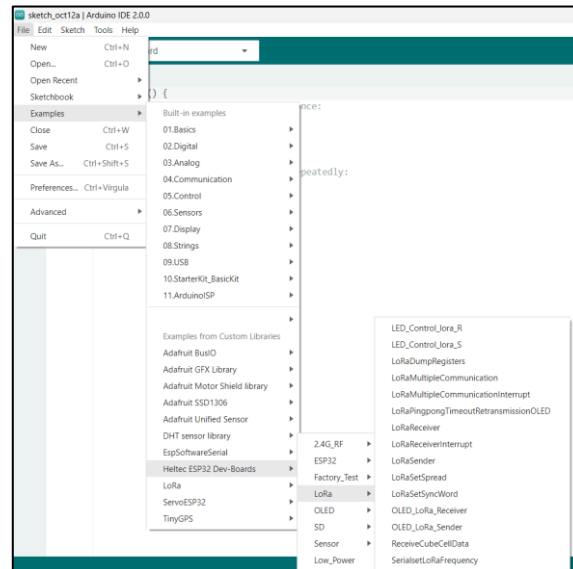 sketch_oct12a | Arduino IDE 2.0.0
File Edit Sketch Tools Help
New Ctrl+N
Open... Ctrl+O
Open Recent
Sketchbook
Examples
Close Ctrl+W
Save Ctrl+S
Save As... Ctrl+Shift+S
Preferences... Ctrl+Virgula
Advanced
Quit Ctrl+Q
rd
() {
nce:
peatedly:
Built-in examples
01.Basics
02.Digital
03.Analog
04.Communication
05.Control
06.Sensors
07.Display
08.Strings
09.USB
10.StarterKit_BasicKit
11.ArduinoISP
Examples from Custom Libraries
Adafruit BusIO
Adafruit GFX Library
Adafruit Motor Shield library
Adafruit SSD1306
Adafruit Unified Sensor
DHT sensor library
EspSoftwareSerial
Heltec ESP32 Dev-Boards
LoRa
ServoESP32
TinyGPS
2.4G_RF
ESP32
Factory_Test
LoRa
OLED
SD
Sensor
Low_Power
LED_Control_lora_R
LED_Control_lora_S
LoRaDumpRegisters
LoRaMultipleCommunication
LoRaMultipleCommunicationInterrupt
LoRaPingpongTimeoutRetransmissionOLED
LoRaReceiver
LoRaReceiverInterrupt
LoRaSender
LoRaSetSpread
LoRaSetSyncWord
OLED_LoRa_Receiver
OLED_LoRa_Sender
ReceiveCubeCellData
SerialsetLoRaFrequency